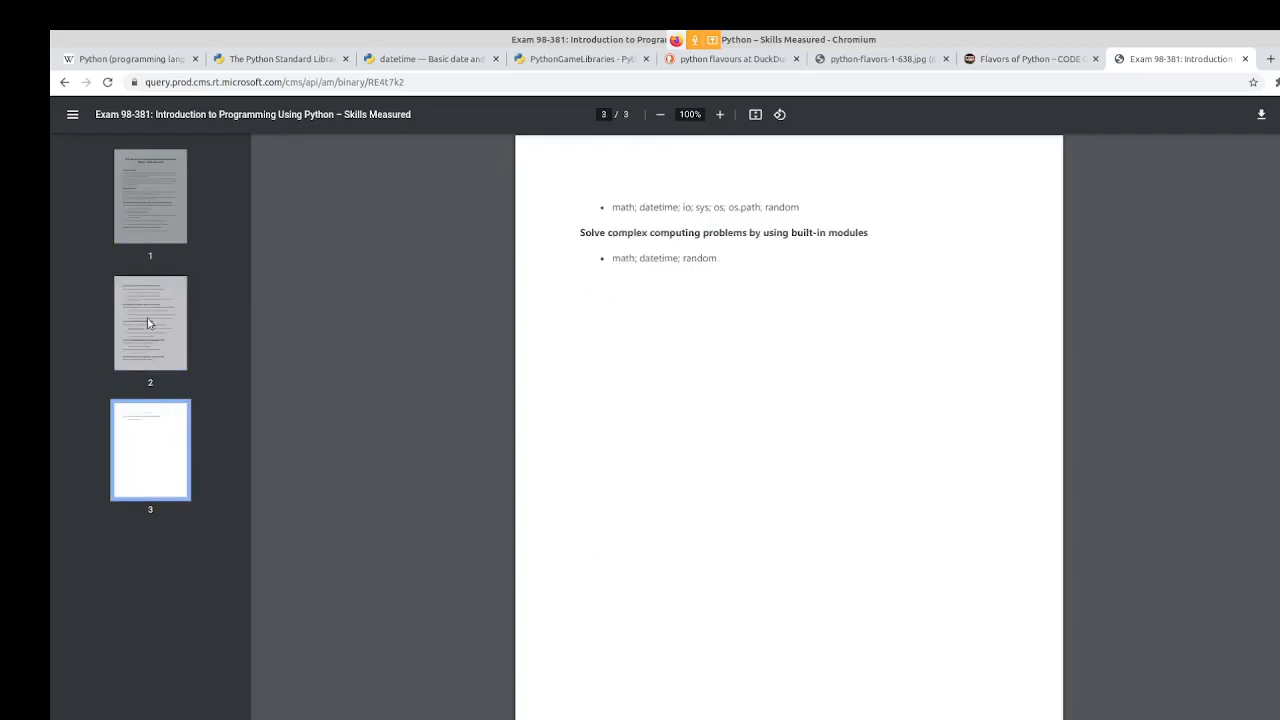 Exam 98-381: Introduction to Progra Python – Skills Measured - Chromium
Python (programming lang
The Python Standard Libra
datetime — Basic date and
PythonGameLibraries - Pyt
python flavours at DuckDu
python-flavors-1-638.jpg (6
Flavors of Python – CODE
Exam 98-381: Introduction
query.prod.cms.rt.microsoft.com/cms/api/am/binary/RE4t7k2
Exam 98-381: Introduction to Programming Using Python – Skills Measured
3 / 3
100%
• math; datetime; io; sys; os; os.path; random
Solve complex computing problems by using built-in modules
• math; datetime; random
1
2
3